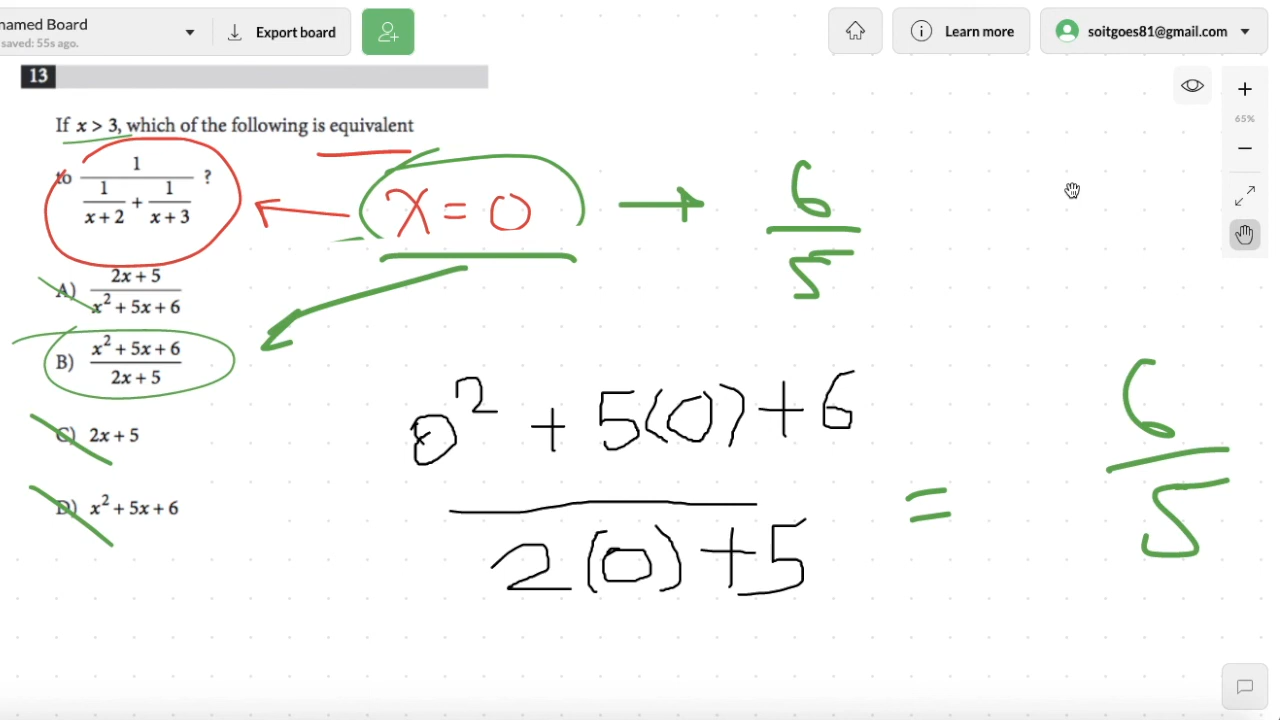 named Board
saved: 55s ago.
Export board
Learn more
soitgoes81@gmail.com
65%
13
If x > 3, which of the following is equivalent
to 1/(1/(x+2) + 1/(x+3)) ?
x = 0
6/5
A) (2x+5)/(x²+5x+6)
B) (x²+5x+6)/(2x+5)
C) 2x+5
D) x²+5x+6
(0² + 5(0) + 6)/(2(0) + 5) = 6/5